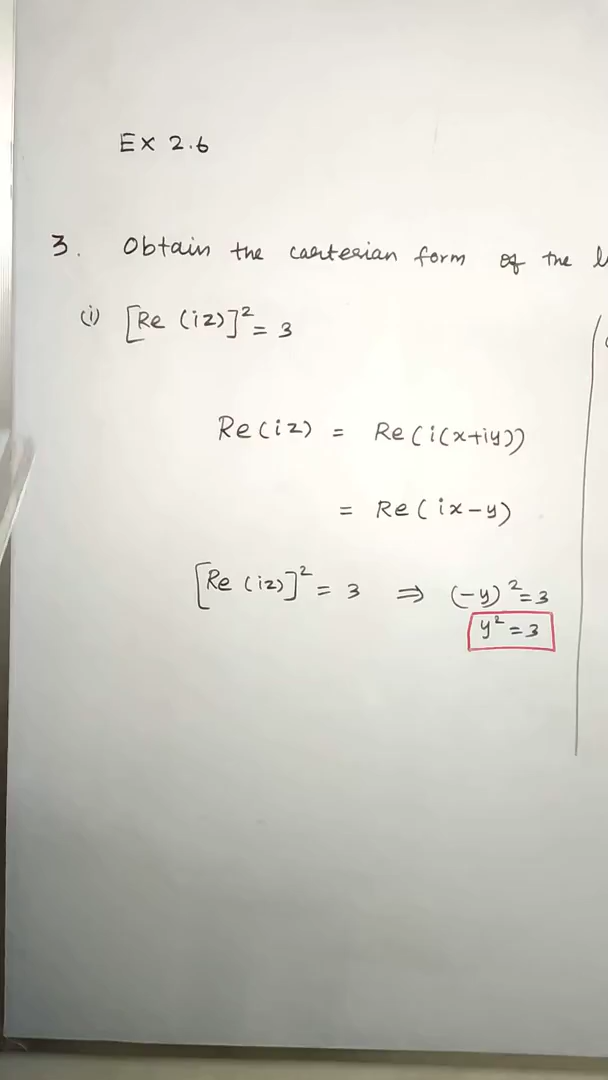 Ex 2.6
3. Obtain the carterian form of the
(i) [Re (iz)]² = 3
Re(iz) = Re(i(x+iy))
= Re(ix-y)
[Re (iz)]² = 3 ⇒ (-y)² = 3
y² = 3